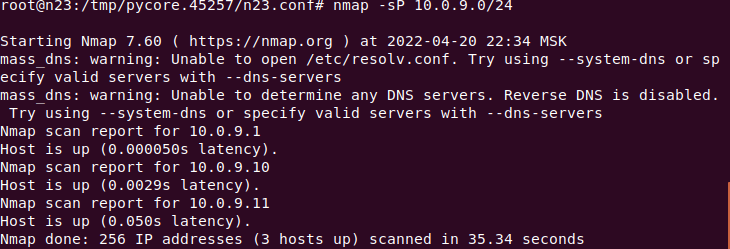 root@n23:/tmp/pycore.45257/n23.conf# nmap -sP 10.0.9.0/24
Starting Nmap 7.60 ( https://nmap.org ) at 2022-04-20 22:34 MSK
mass_dns: warning: Unable to open /etc/resolv.conf. Try using --system-dns or sp
ecify valid servers with --dns-servers
mass_dns: warning: Unable to determine any DNS servers. Reverse DNS is disabled.
 Try using --system-dns or specify valid servers with --dns-servers
Nmap scan report for 10.0.9.1
Host is up (0.000050s latency).
Nmap scan report for 10.0.9.10
Host is up (0.0029s latency).
Nmap scan report for 10.0.9.11
Host is up (0.050s latency).
Nmap done: 256 IP addresses (3 hosts up) scanned in 35.34 seconds